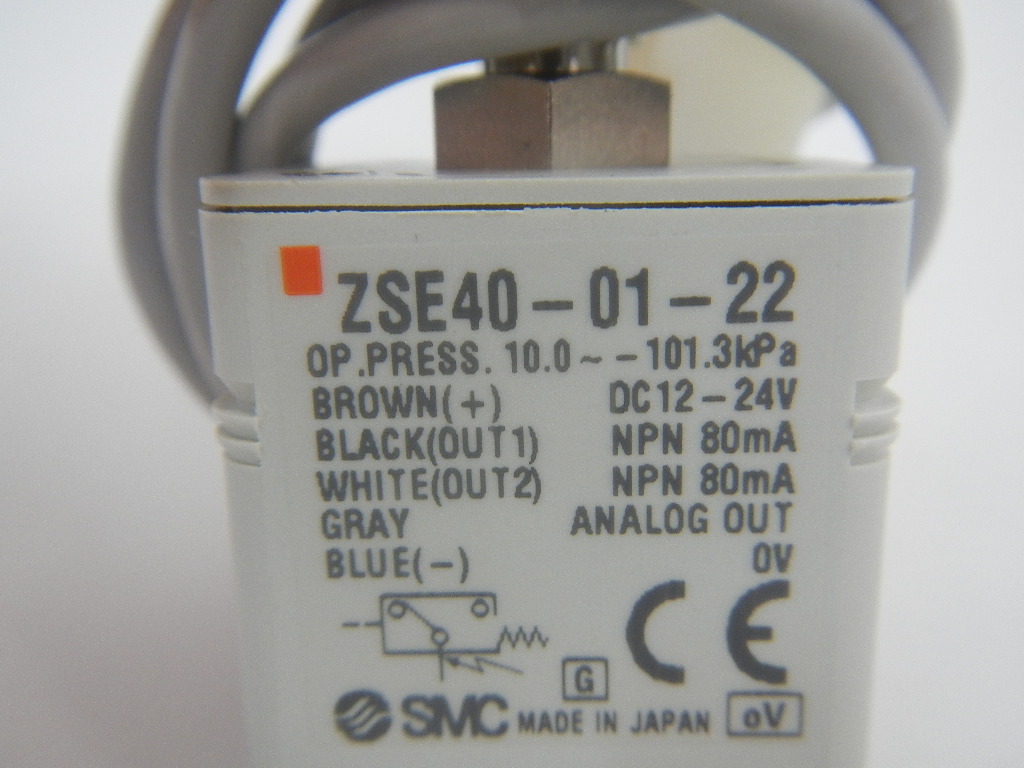 ZSE40-01-22
OP.PRESS. 10.0 ~ -101.3kPa
BROWN(+) DC12-24V
BLACK(OUT1) NPN 80mA
WHITE(OUT2) NPN 80mA
GRAY ANALOG OUT
BLUE(-) 0V
CE
G
SMC MADE IN JAPAN oV